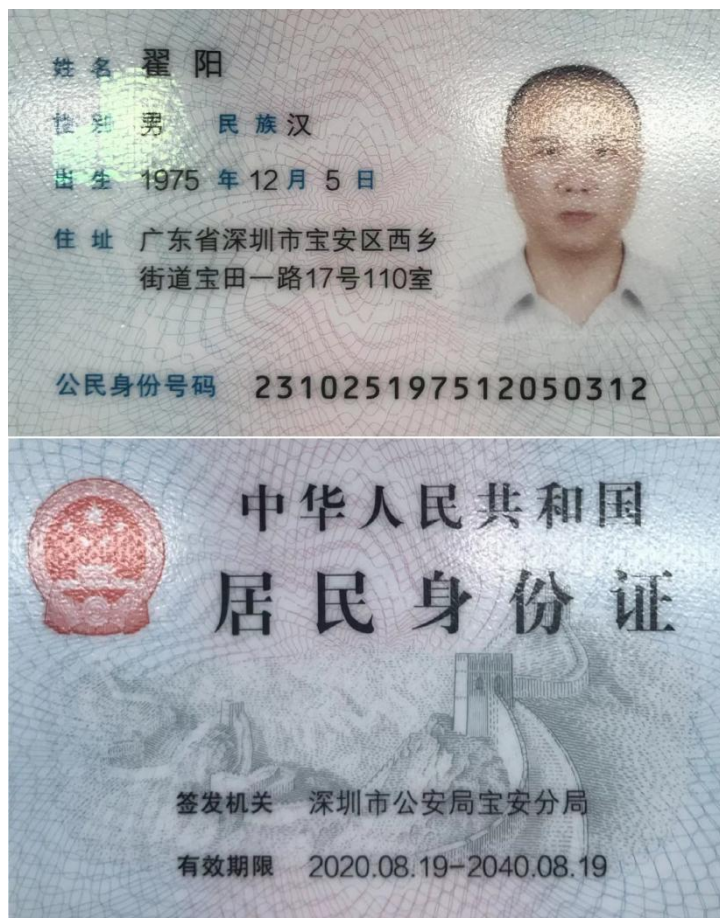 姓名 翟阳
性别 男 民族 汉
出生 1975 年 12 月 5 日
住址 广东省深圳市宝安区西乡
街道宝田一路17号110室
公民身份号码 231025197512050312
中华人民共和国
居民身份证
签发机关 深圳市公安局宝安分局
有效期限 2020.08.19-2040.08.19